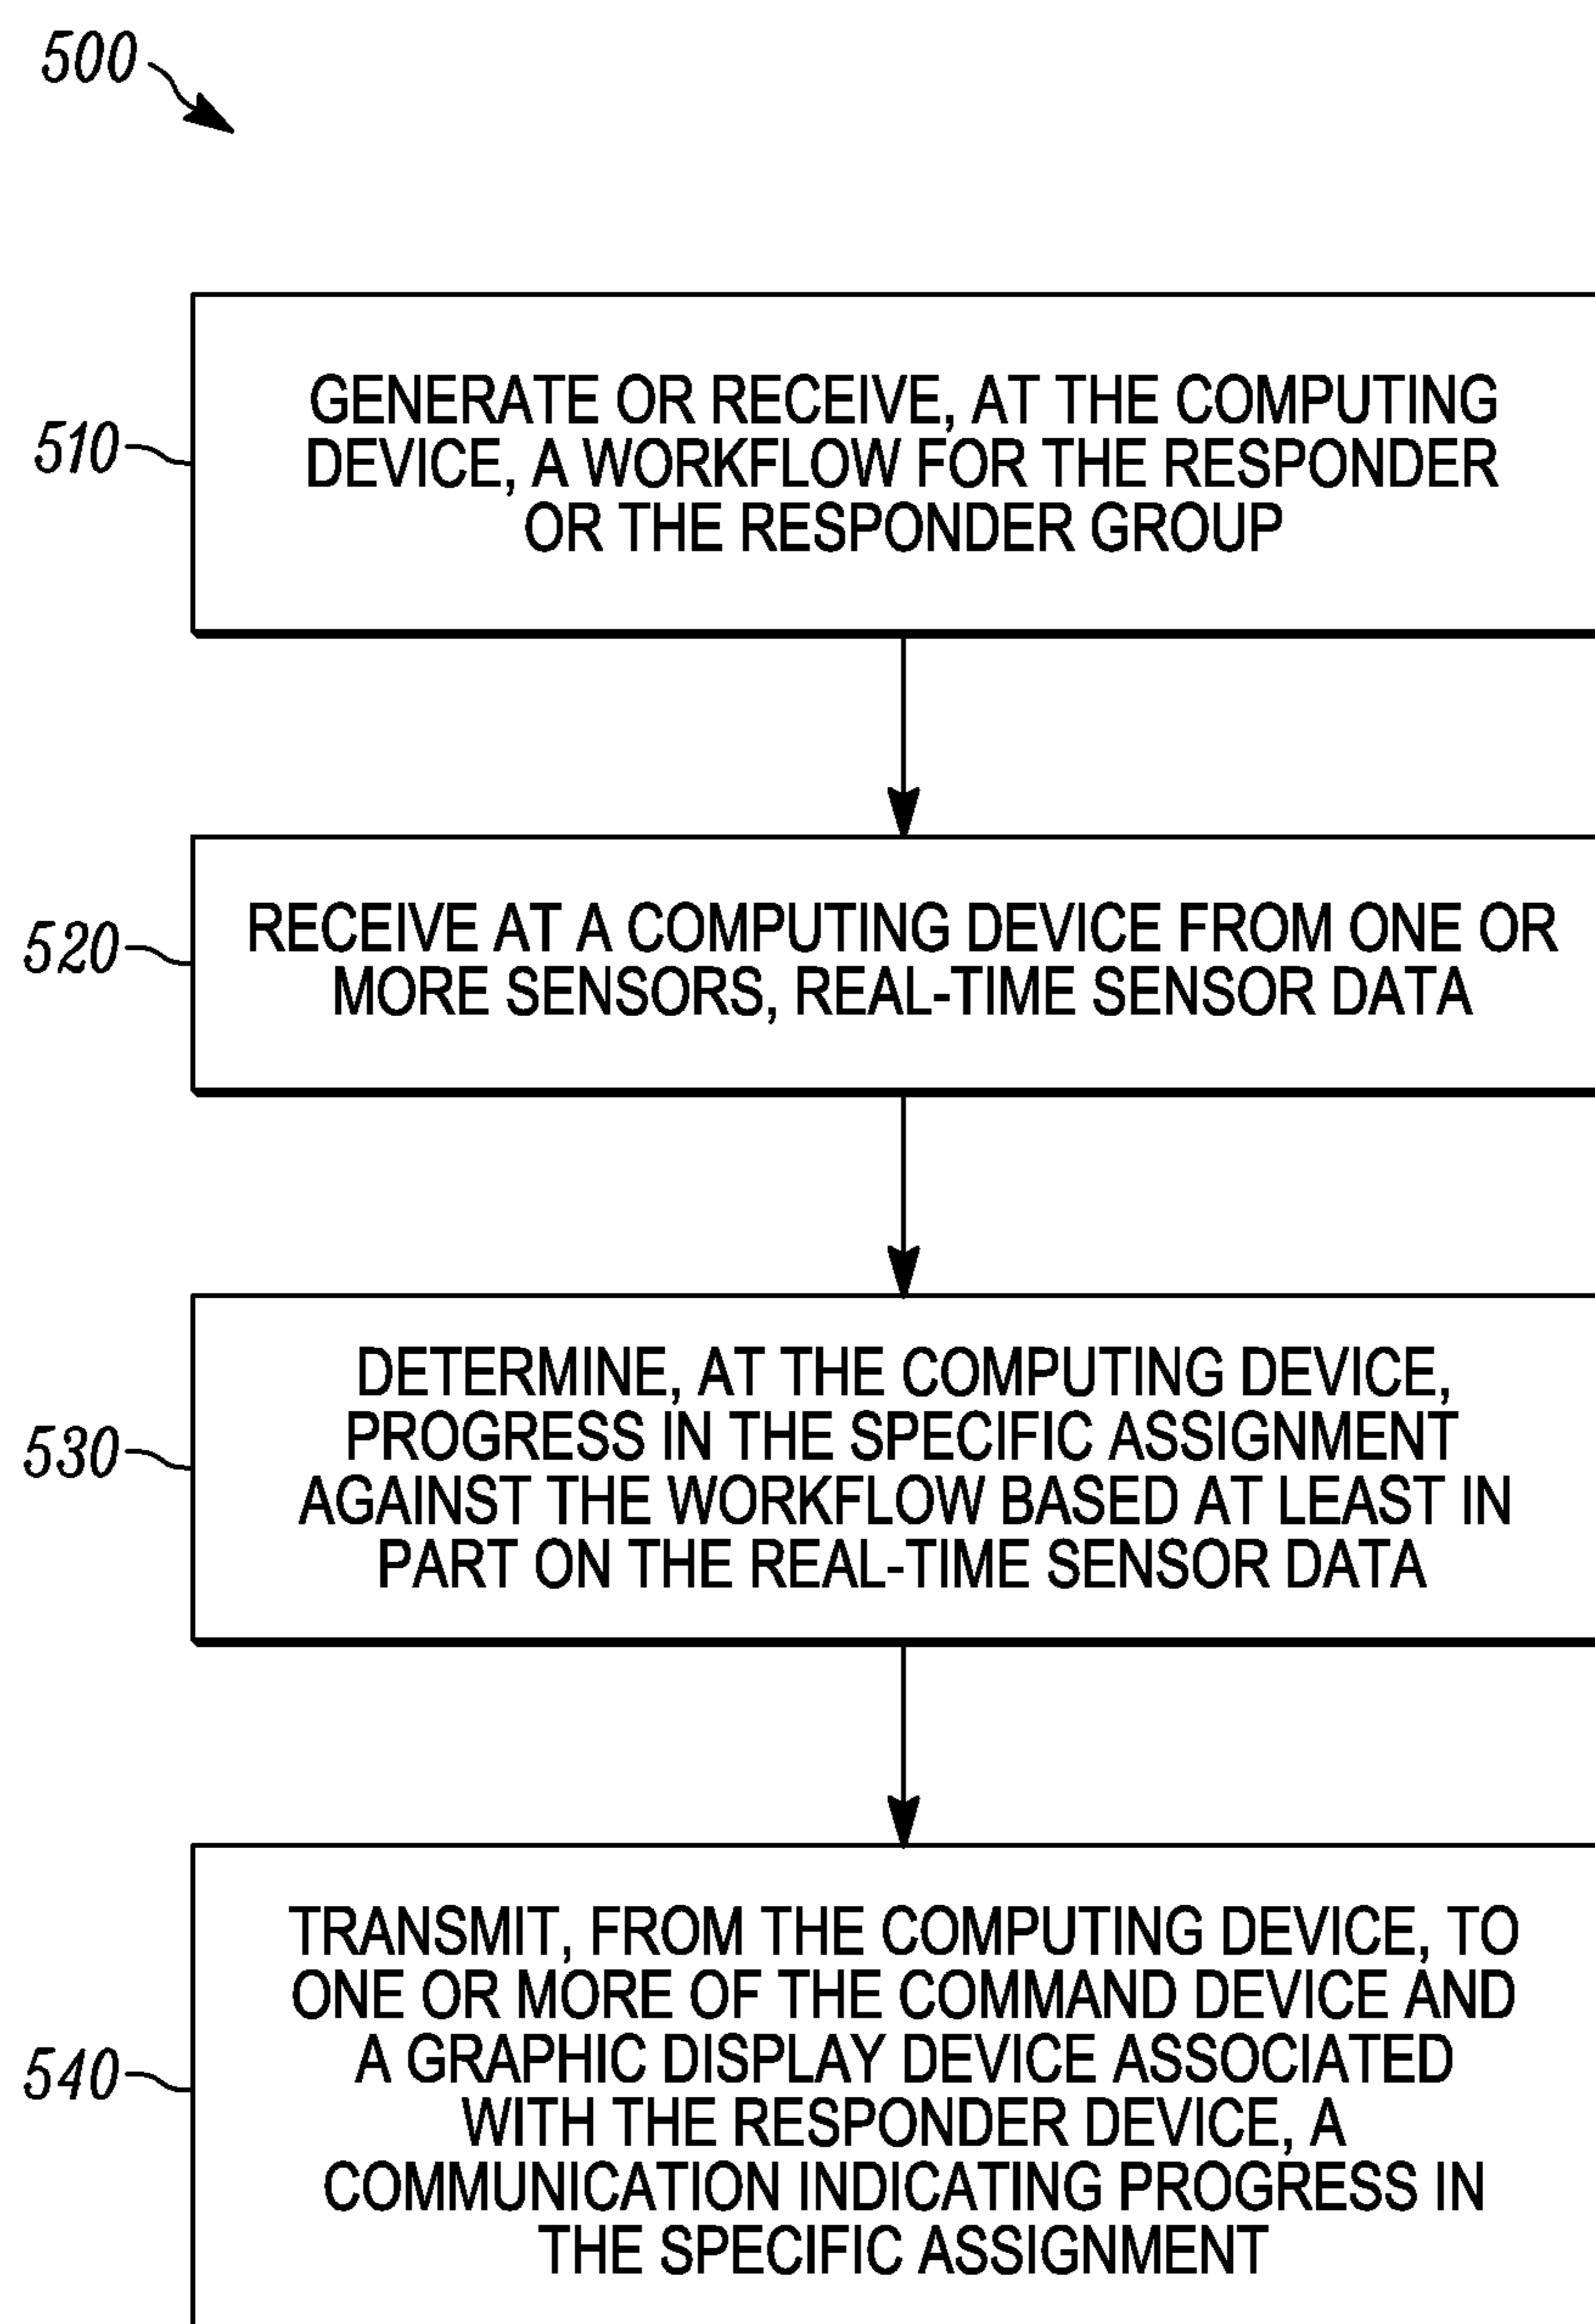 500
510
GENERATE OR RECEIVE, AT THE COMPUTING
DEVICE, A WORKFLOW FOR THE RESPONDER
OR THE RESPONDER GROUP
520
RECEIVE AT A COMPUTING DEVICE FROM ONE OR
MORE SENSORS, REAL-TIME SENSOR DATA
530
DETERMINE, AT THE COMPUTING DEVICE,
PROGRESS IN THE SPECIFIC ASSIGNMENT
AGAINST THE WORKFLOW BASED AT LEAST IN
PART ON THE REAL-TIME SENSOR DATA
540
TRANSMIT, FROM THE COMPUTING DEVICE, TO
ONE OR MORE OF THE COMMAND DEVICE AND
A GRAPHIC DISPLAY DEVICE ASSOCIATED
WITH THE RESPONDER DEVICE, A
COMMUNICATION INDICATING PROGRESS IN
THE SPECIFIC ASSIGNMENT